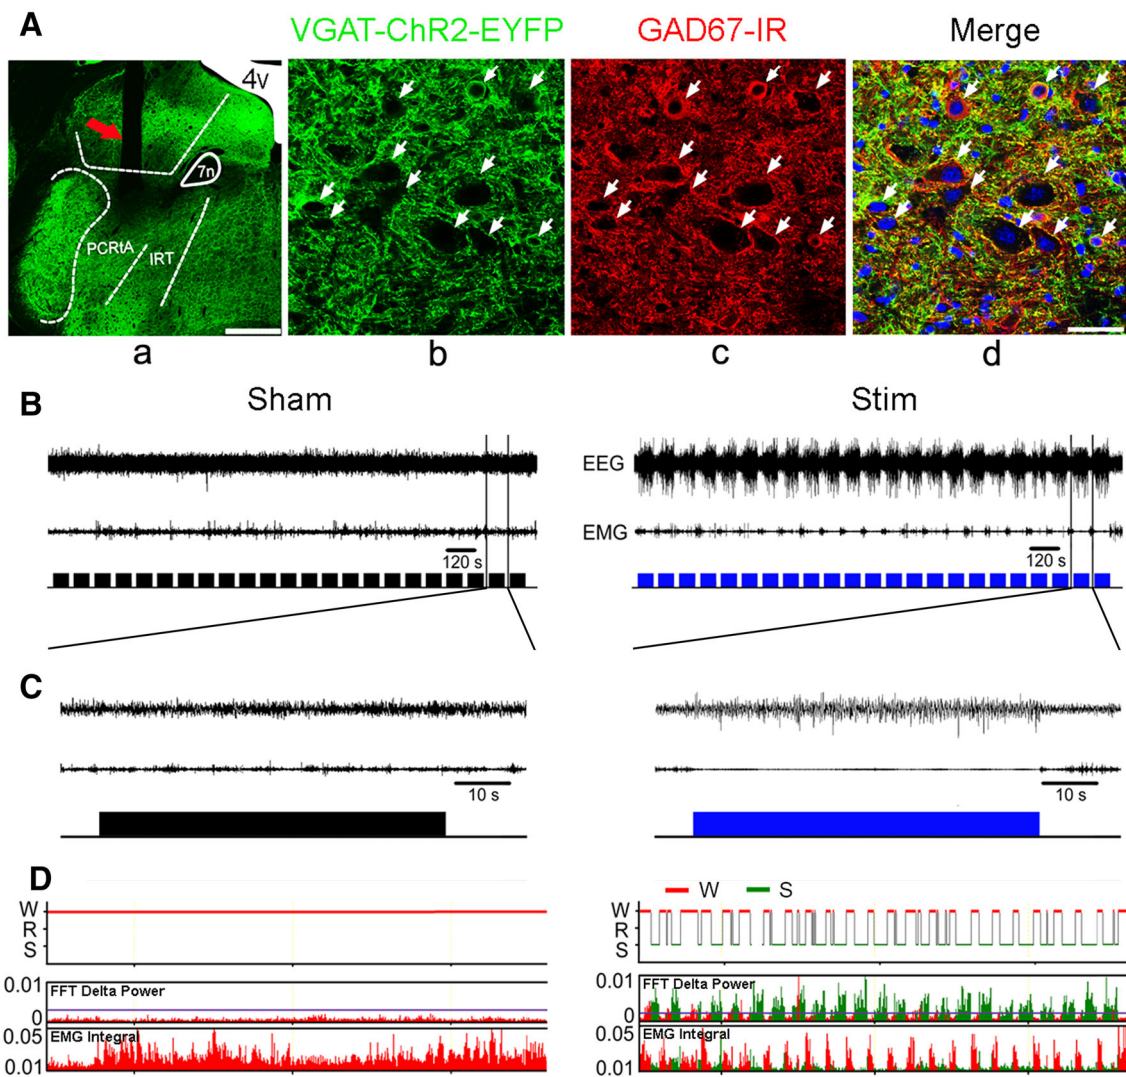 A
VGAT-ChR2-EYFP GAD67-IR Merge
4v
7n
PCRtA
IRT
a b c d
B
Sham Stim
EEG
EMG
120 s 120 s
C
10 s 10 s
D
W S
W W
R R
S S
0.01 FFT Delta Power 0.01 FFT Delta Power
0 0
0.05 EMG Integral 0.05 EMG Integral
0.01 0.01